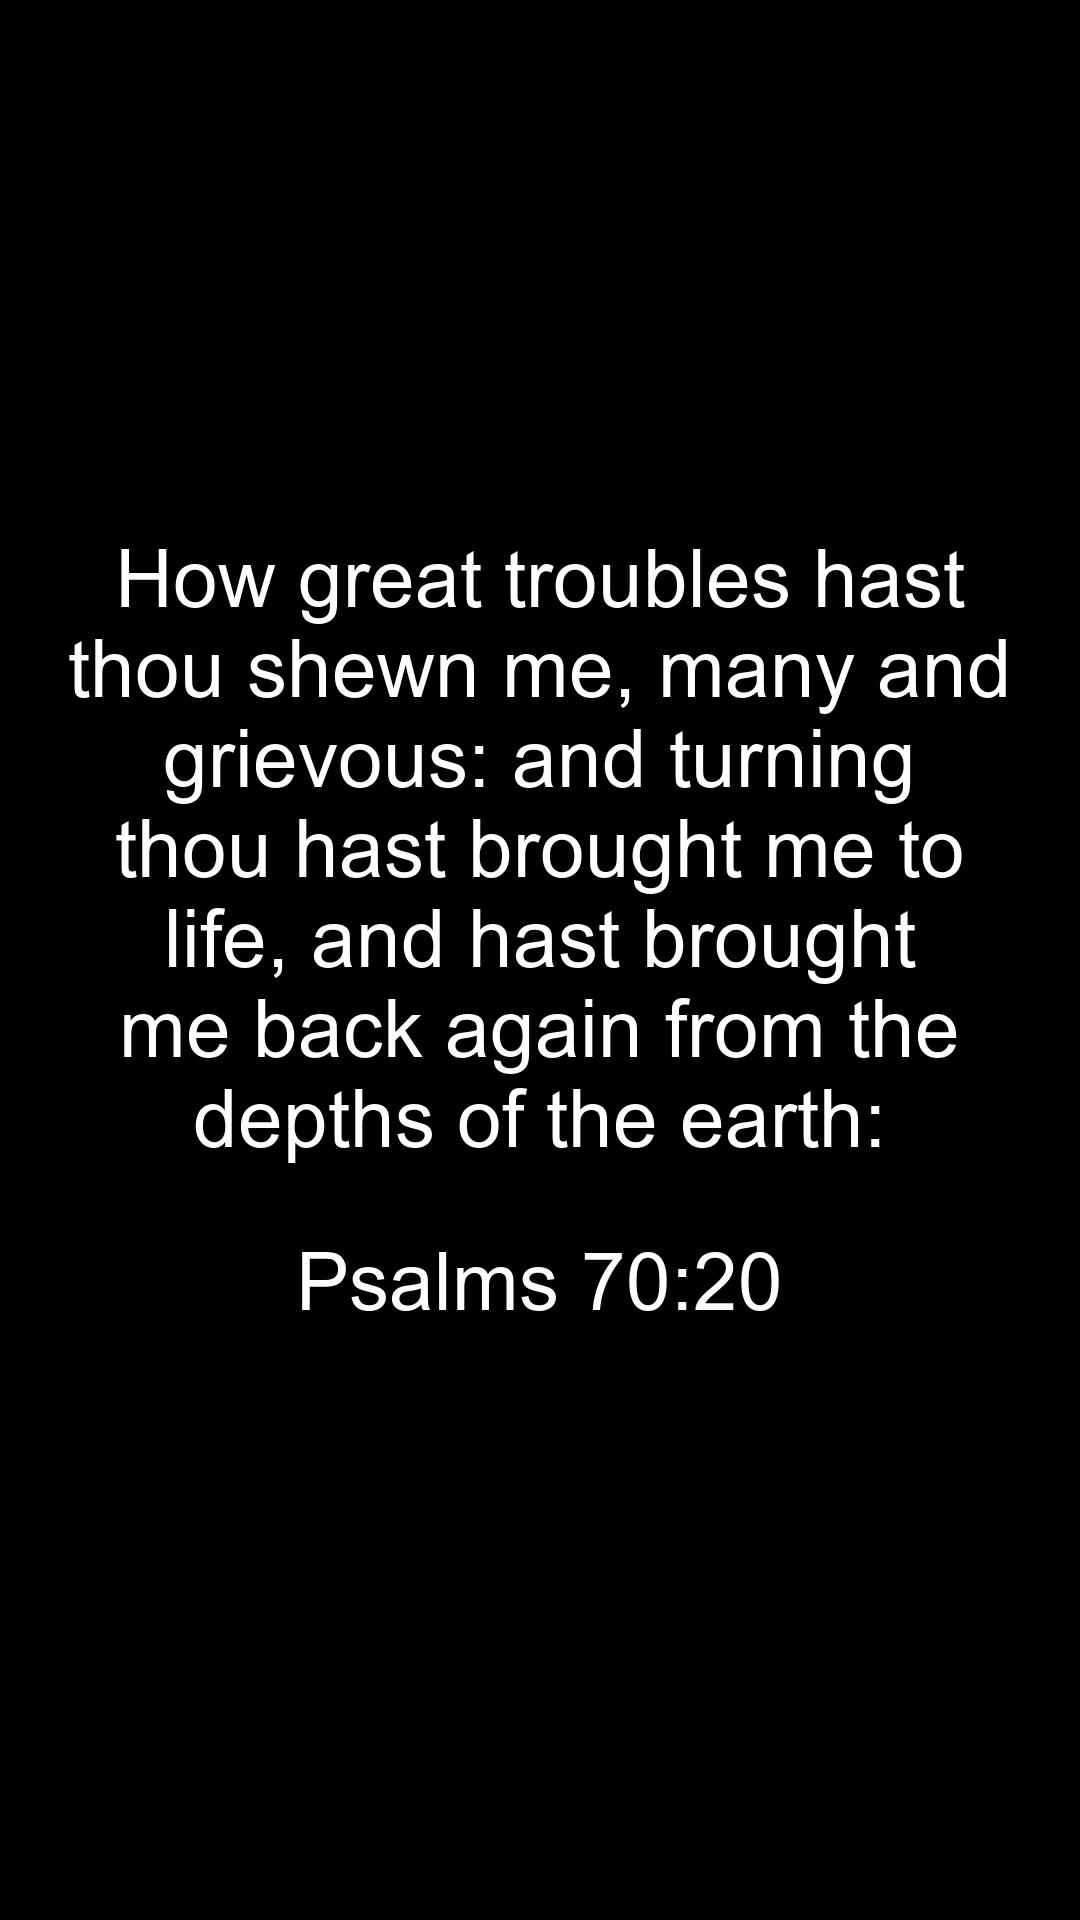 How great troubles hast
thou shewn me, many and
grievous: and turning
thou hast brought me to
life, and hast brought
me back again from the
depths of the earth:
Psalms 70:20